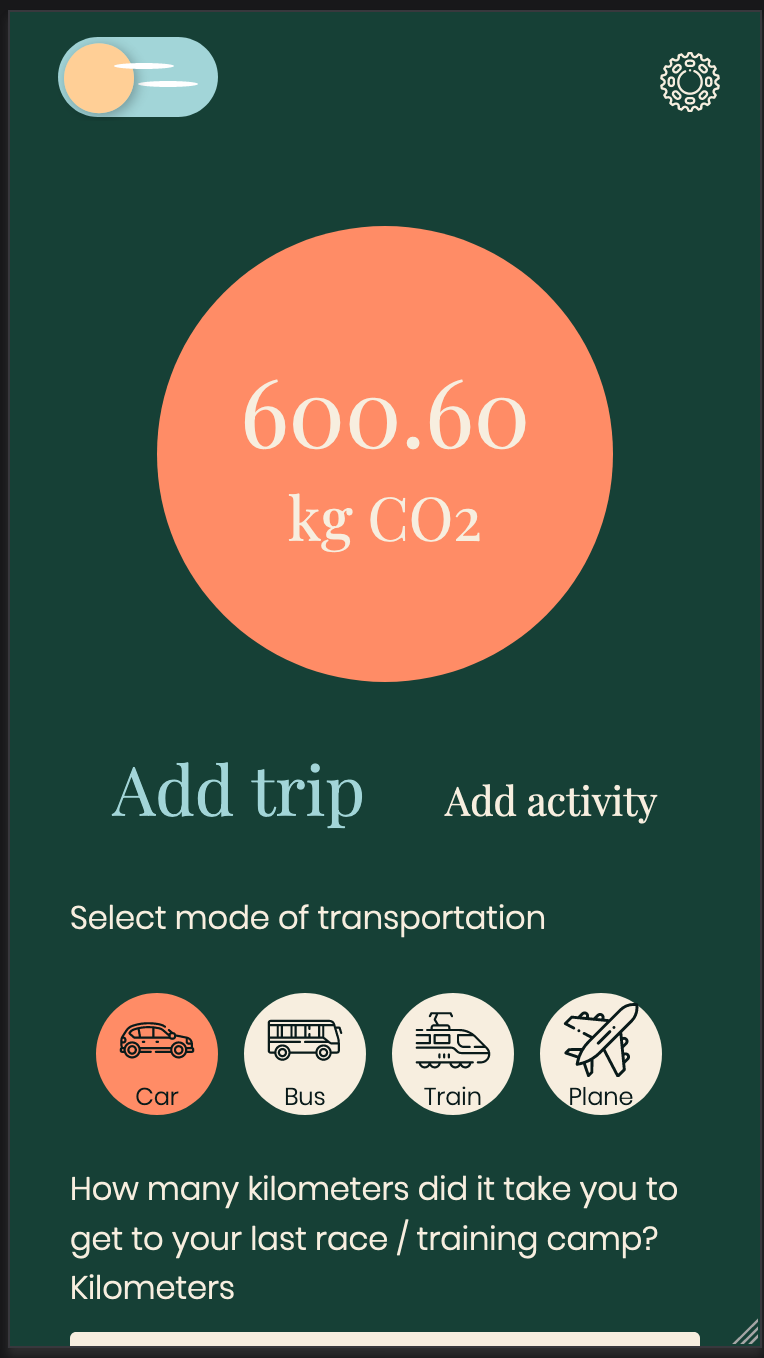 600.60
kg CO2
Add trip Add activity
Select mode of transportation
Car Bus Train Plane
How many kilometers did it take you to
get to your last race / training camp?
Kilometers